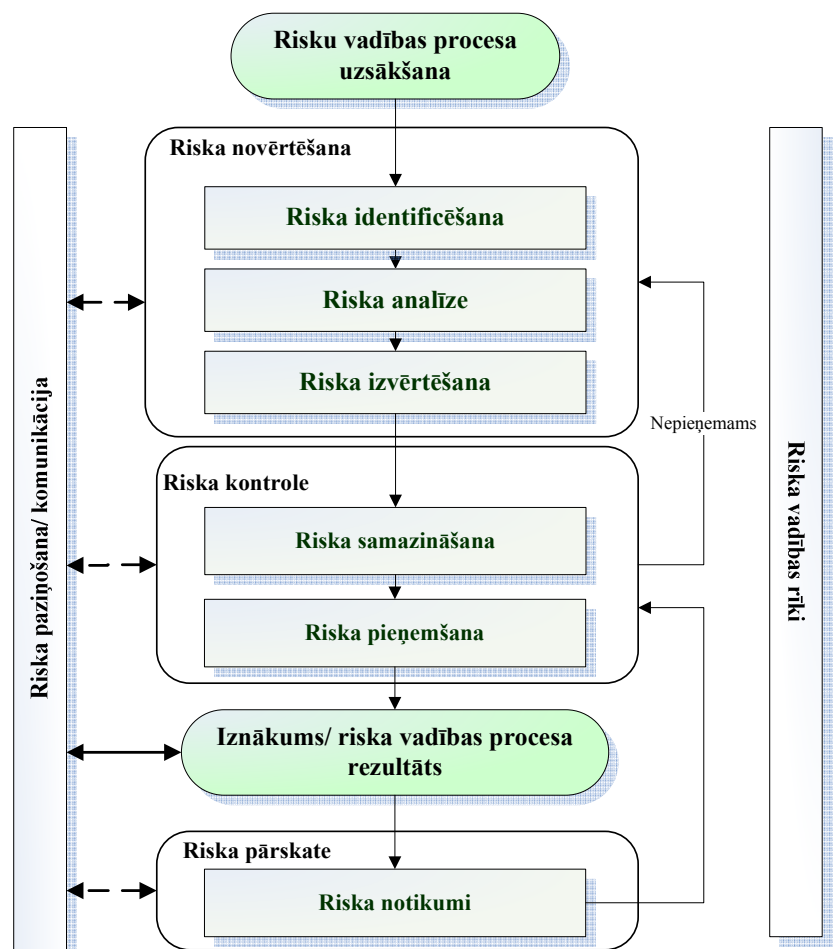 Risku vadības procesa
uzsākšana
Riska novērtēšana
Riska identificēšana
Riska analīze
Riska izvērtēšana
Nepieņemams
Riska kontrole
Riska samazināšana
Riska pieņemšana
Iznākums/ riska vadības procesa
rezultāts
Riska pārskate
Riska notikumi
Riska paziņošana/ komunikācija
Riska vadības rīki